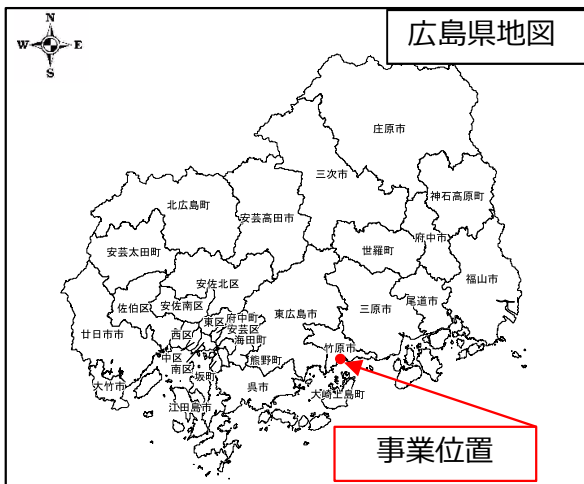 広島県地図
N
W E
S
庄原市
三次市
神石高原町
北広島町
安芸高田市
府中市
世羅町
安芸太田町
福山市
安佐北区
尾道市
佐伯区
安佐南区
東広島市
三原市
廿日市市
西区
東区
府中町
安芸区
海田町
竹原市
中区
南区
坂町
熊野町
大竹市
呉市
大崎上島町
江田島市
事業位置